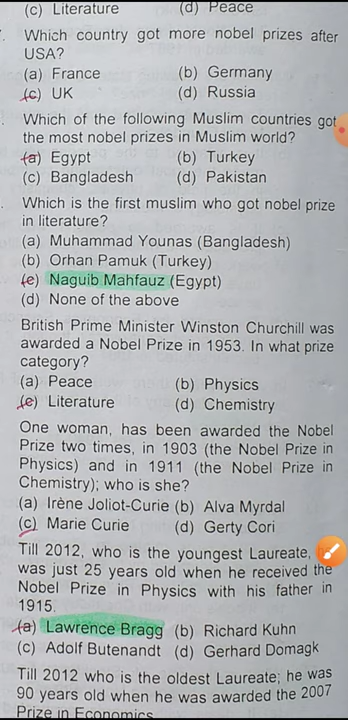 (c) Literature (d) Peace
Which country got more nobel prizes after
USA?
(a) France (b) Germany
(c) UK (d) Russia
Which of the following Muslim countries got
the most nobel prizes in Muslim world?
(a) Egypt (b) Turkey
(c) Bangladesh (d) Pakistan
Which is the first muslim who got nobel prize
in literature?
(a) Muhammad Younas (Bangladesh)
(b) Orhan Pamuk (Turkey)
(c) Naguib Mahfauz (Egypt)
(d) None of the above
British Prime Minister Winston Churchill was
awarded a Nobel Prize in 1953. In what prize
category?
(a) Peace (b) Physics
(c) Literature (d) Chemistry
One woman, has been awarded the Nobel
Prize two times, in 1903 (the Nobel Prize in
Physics) and in 1911 (the Nobel Prize in
Chemistry); who is she?
(a) Irène Joliot-Curie (b) Alva Myrdal
(c) Marie Curie (d) Gerty Cori
Till 2012, who is the youngest Laureate,
was just 25 years old when he received the
Nobel Prize in Physics with his father in
1915.
(a) Lawrence Bragg (b) Richard Kuhn
(c) Adolf Butenandt (d) Gerhard Domagk
Till 2012 who is the oldest Laureate; he was
90 years old when he was awarded the 2007
Prize in Economics